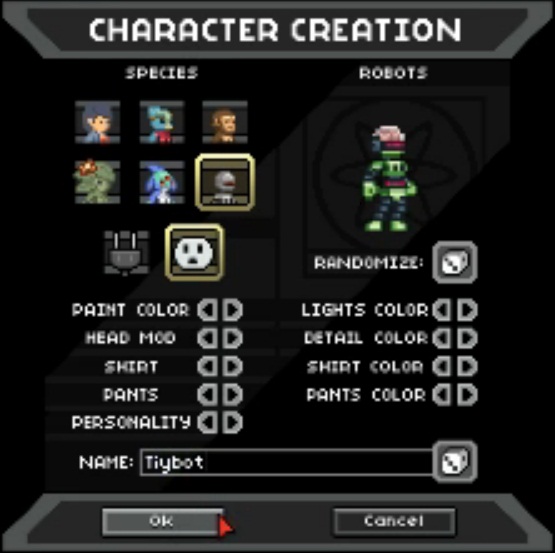 CHARACTER CREATION
SPECIES
ROBOTS
RANDOMIZE:
PAINT COLOR
LIGHTS COLOR
HEAD MOD
DETAIL COLOR
SHIRT
SHIRT COLOR
PANTS
PANTS COLOR
PERSONALITY
NAME: Tiybot
Ok
Cancel